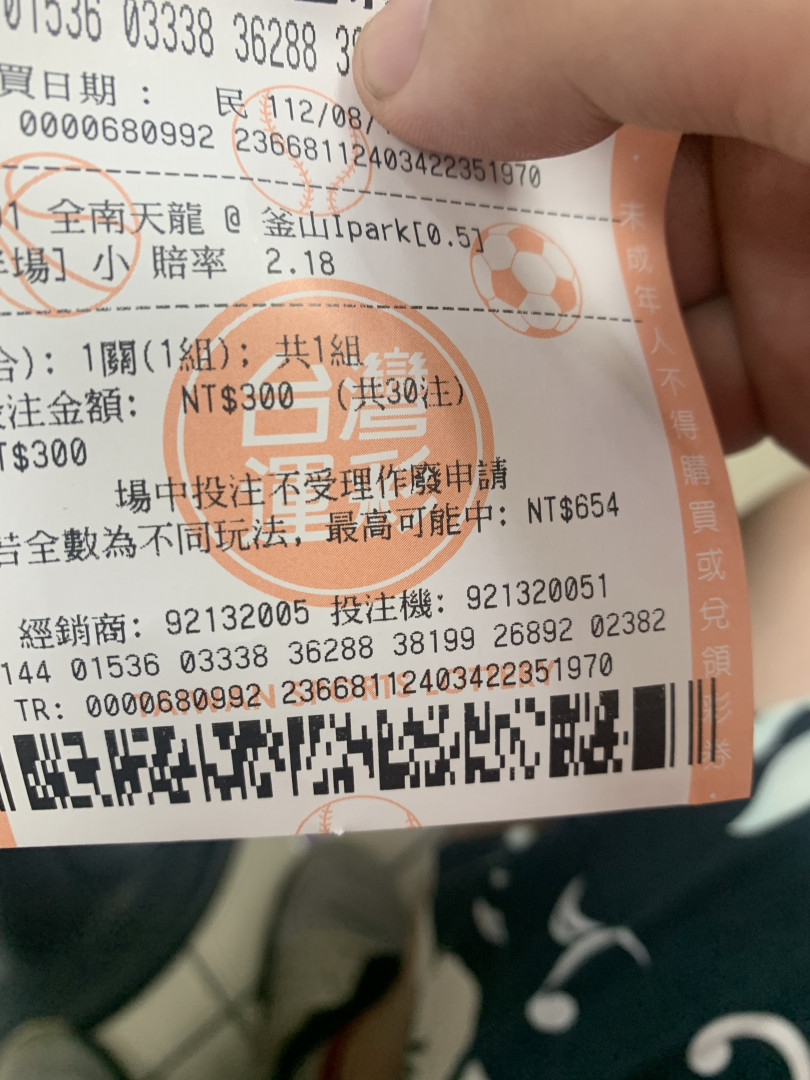 01536 03338 36288
買日期： 民 112/08/
0000680992 23668112403422351970
01 全南天龍 @ 釜山Ipark[0.5]
場] 小 賠率 2.18
合): 1關(1組); 共1組
注金額: NT$300 (共30注)
T$300
場中投注不受理作廢申請
若全數為不同玩法, 最高可能中: NT$654
經銷商: 92132005 投注機: 921320051
144 01536 03338 36288 38199 26892 02382
TR: 0000680992 23668112403422351970
台灣運彩
TAIWAN SPORTS LOTTERY
未成年人不得購買或兌領彩券